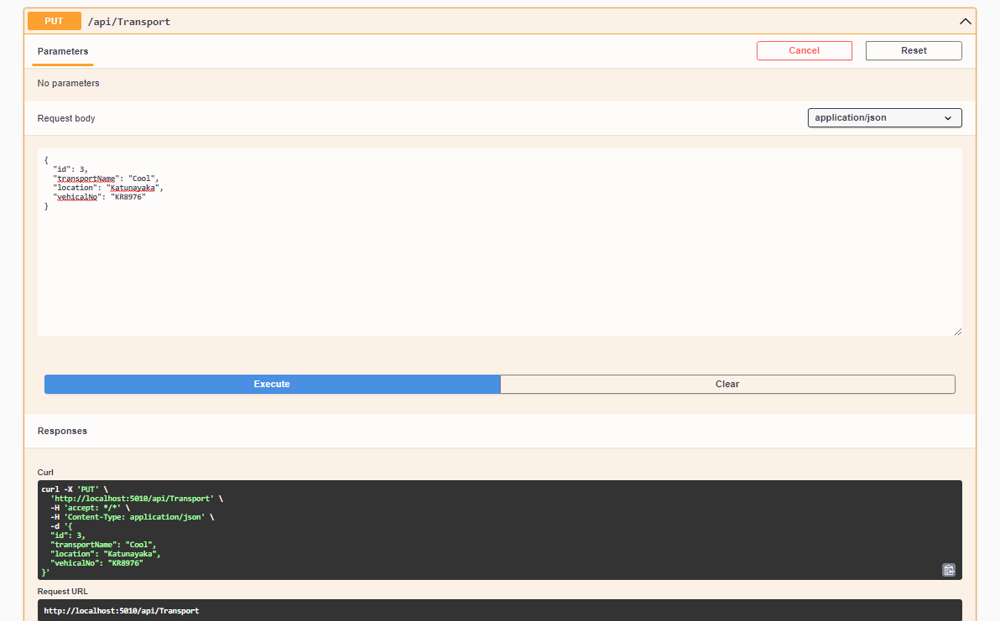 PUT /api/Transport
Parameters
Cancel
Reset
No parameters
Request body
application/json
{
  "id": 3,
  "transportName": "Cool",
  "location": "Katunayaka",
  "vehicalNo": "KR8976"
}
Execute
Clear
Responses
Curl
curl -X 'PUT' \
  'http://localhost:5010/api/Transport' \
  -H 'accept: */*' \
  -H 'Content-Type: application/json' \
  -d '{
  "id": 3,
  "transportName": "Cool",
  "location": "Katunayaka",
  "vehicalNo": "KR8976"
}'
Request URL
http://localhost:5010/api/Transport